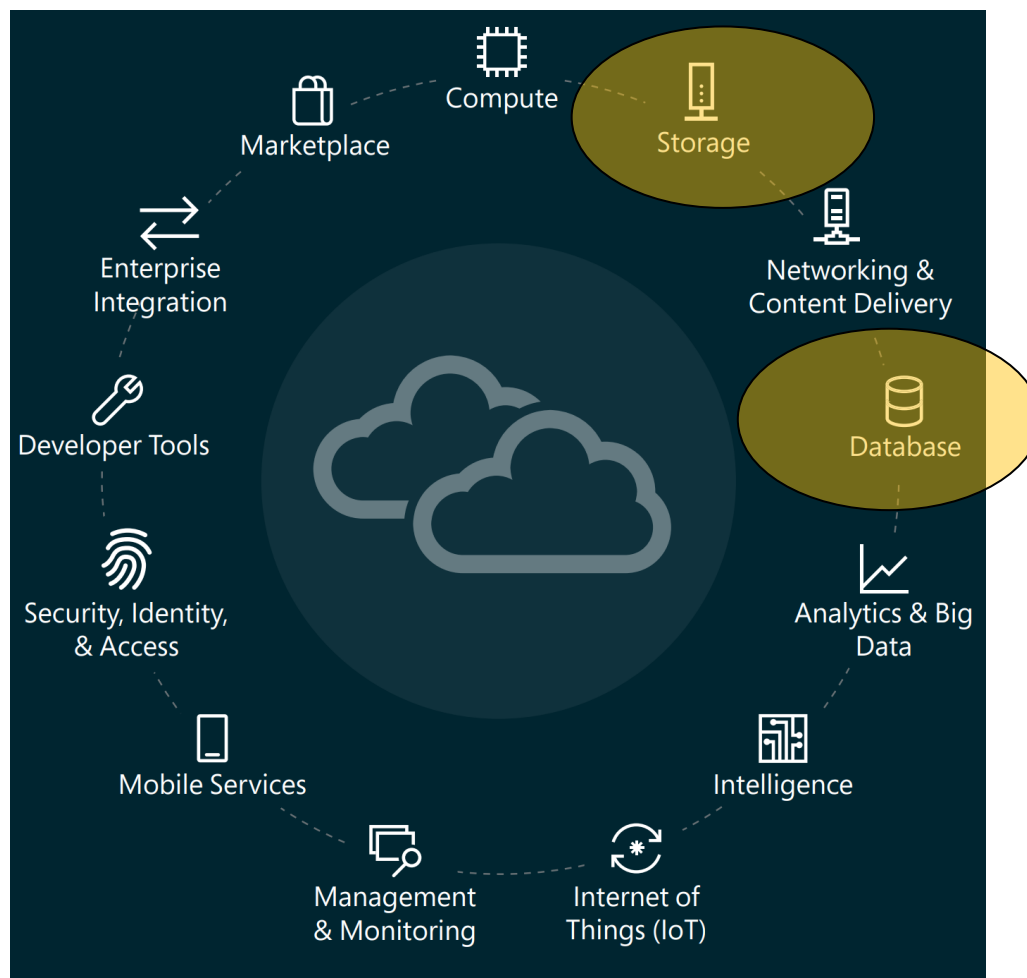 Compute
Storage
Networking &
Content Delivery
Database
Analytics & Big
Data
Intelligence
Internet of
Things (IoT)
Management
& Monitoring
Mobile Services
Security, Identity,
& Access
Developer Tools
Enterprise
Integration
Marketplace